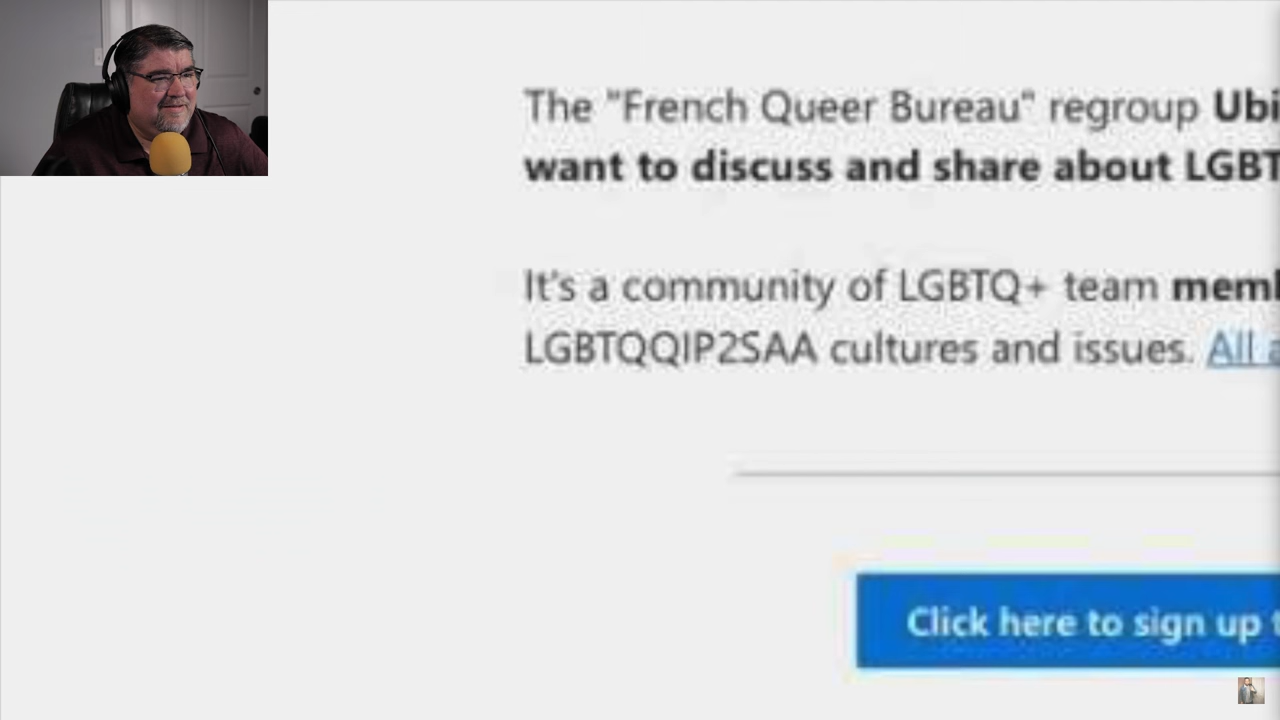 The "French Queer Bureau" regroup Ubi
want to discuss and share about LGBT
It's a community of LGBTQ+ team memb
LGBTQQIP2SAA cultures and issues. All a
Click here to sign up t